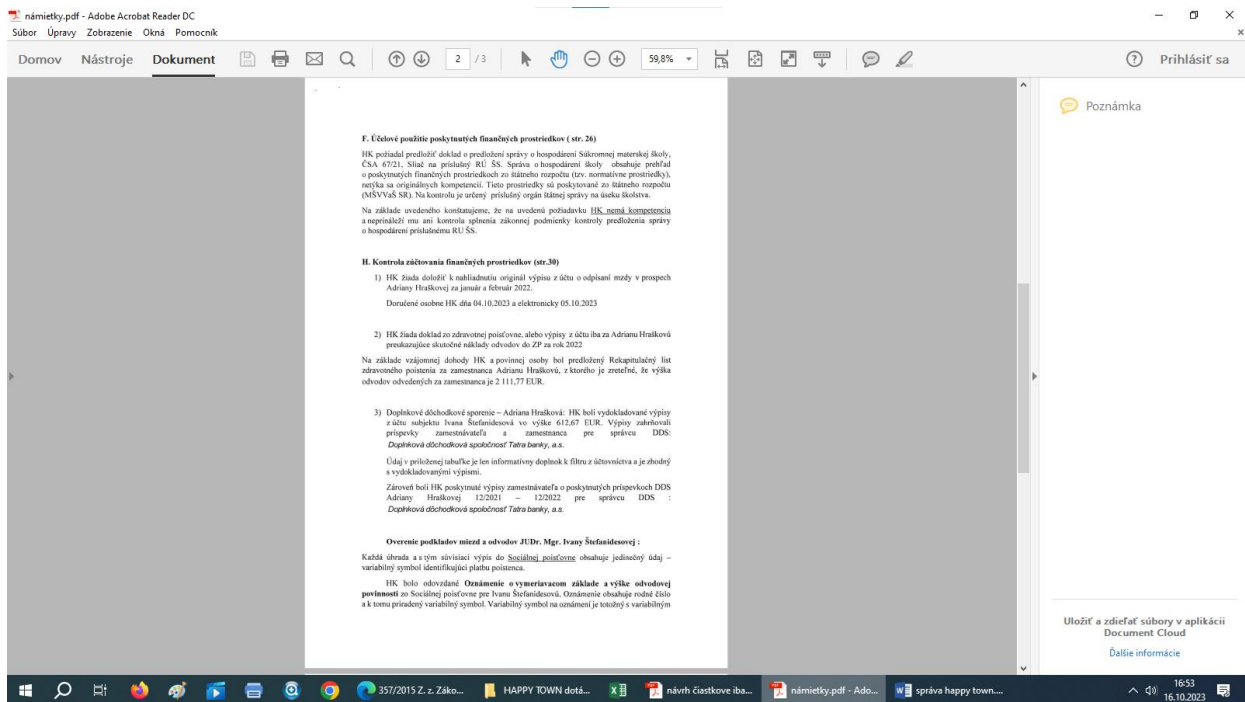 námietky.pdf - Adobe Acrobat Reader DC
Súbor Úpravy Zobrazenie Okná Pomocník
Domov Nástroje Dokument 2 /3 59,8% Prihlásiť sa
Poznámka
F. Účelové použitie poskytnutých finančných prostriedkov ( str. 26)
HK požiadal predložiť doklad o predložení správy o hospodárení Súkromnej materskej školy,
ČSA 67/21, Sliač na príslušný RÚ ŠS. Správa o hospodárení školy obsahuje prehľad
o poskytnutých finančných prostriedkoch zo štátneho rozpočtu (tzv. normatívne prostriedky),
netýka sa originálnych kompetencií. Tieto prostriedky sú poskytované zo štátneho rozpočtu
(MŠVVaŠ SR). Na kontrolu je určený príslušný orgán štátnej správy na úseku školstva.
Na základe uvedeného konštatujeme, že na uvedenú požiadavku HK nemá kompetenciu
a neprináleží mu ani kontrola splnenia zákonnej podmienky kontroly predloženia správy
o hospodárení príslušnému RU ŠS.
H. Kontrola zúčtovania finančných prostriedkov (str.30)
1) HK žiada doložiť k nahliadnutiu originál výpisu z účtu o odpísaní mzdy v prospech
Adriany Hraškovej za január a február 2022.
Doručené osobne HK dňa 04.10.2023 a elektronicky 05.10.2023
2) HK žiada doklad zo zdravotnej poisťovne, alebo výpisy z účtu iba za Adrianu Hraškovú
preukazujúce skutočné náklady odvodov do ZP za rok 2022
Na základe vzájomnej dohody HK a povinnej osoby bol predložený Rekapitulačný list
zdravotného poistenia za zamestnanca Adrianu Hraškovú, z ktorého je zreteľné, že výška
odvodov odvedených za zamestnanca je 2 111,77 EUR.
3) Doplnkové dôchodkové sporenie – Adriana Hrašková: HK boli vydokladované výpisy
z účtu subjektu Ivana Štefanidesová vo výške 612,67 EUR. Výpisy zahrňovali
príspevky zamestnávateľa a zamestnanca pre správcu DDS:
Doplnková dôchodková spoločnosť Tatra banky, a.s.
Údaj v priloženej tabuľke je len informatívny doplnok k filtru z účtovníctva a je zhodný
s vydokladovanými výpismi.
Zároveň boli HK poskytnuté výpisy zamestnávateľa o poskytnutých príspevkoch DDS
Adriany Hraškovej 12/2021 – 12/2022 pre správcu DDS :
Doplnková dôchodková spoločnosť Tatra banky, a.s.
Overenie podkladov miezd a odvodov JUDr. Mgr. Ivany Štefanidesovej :
Každá úhrada a s tým súvisiaci výpis do Sociálnej poisťovne obsahuje jedinečný údaj –
variabilný symbol identifikujúci platbu poistenca.
HK bolo odovzdané Oznámenie o vymeriavacom základe a výške odvodovej
povinnosti zo Sociálnej poisťovne pre Ivanu Štefanidesovú. Oznámenie obsahuje rodné číslo
a k tomu priradený variabilný symbol. Variabilný symbol na oznámení je totožný s variabilným
Uložiť a zdieľať súbory v aplikácii
Document Cloud
Ďalšie informácie
357/2015 Z. z. Záko... HAPPY TOWN dotá... návrh čiastkove iba... námietky.pdf - Ado... správa happy town.... 16:53
16.10.2023